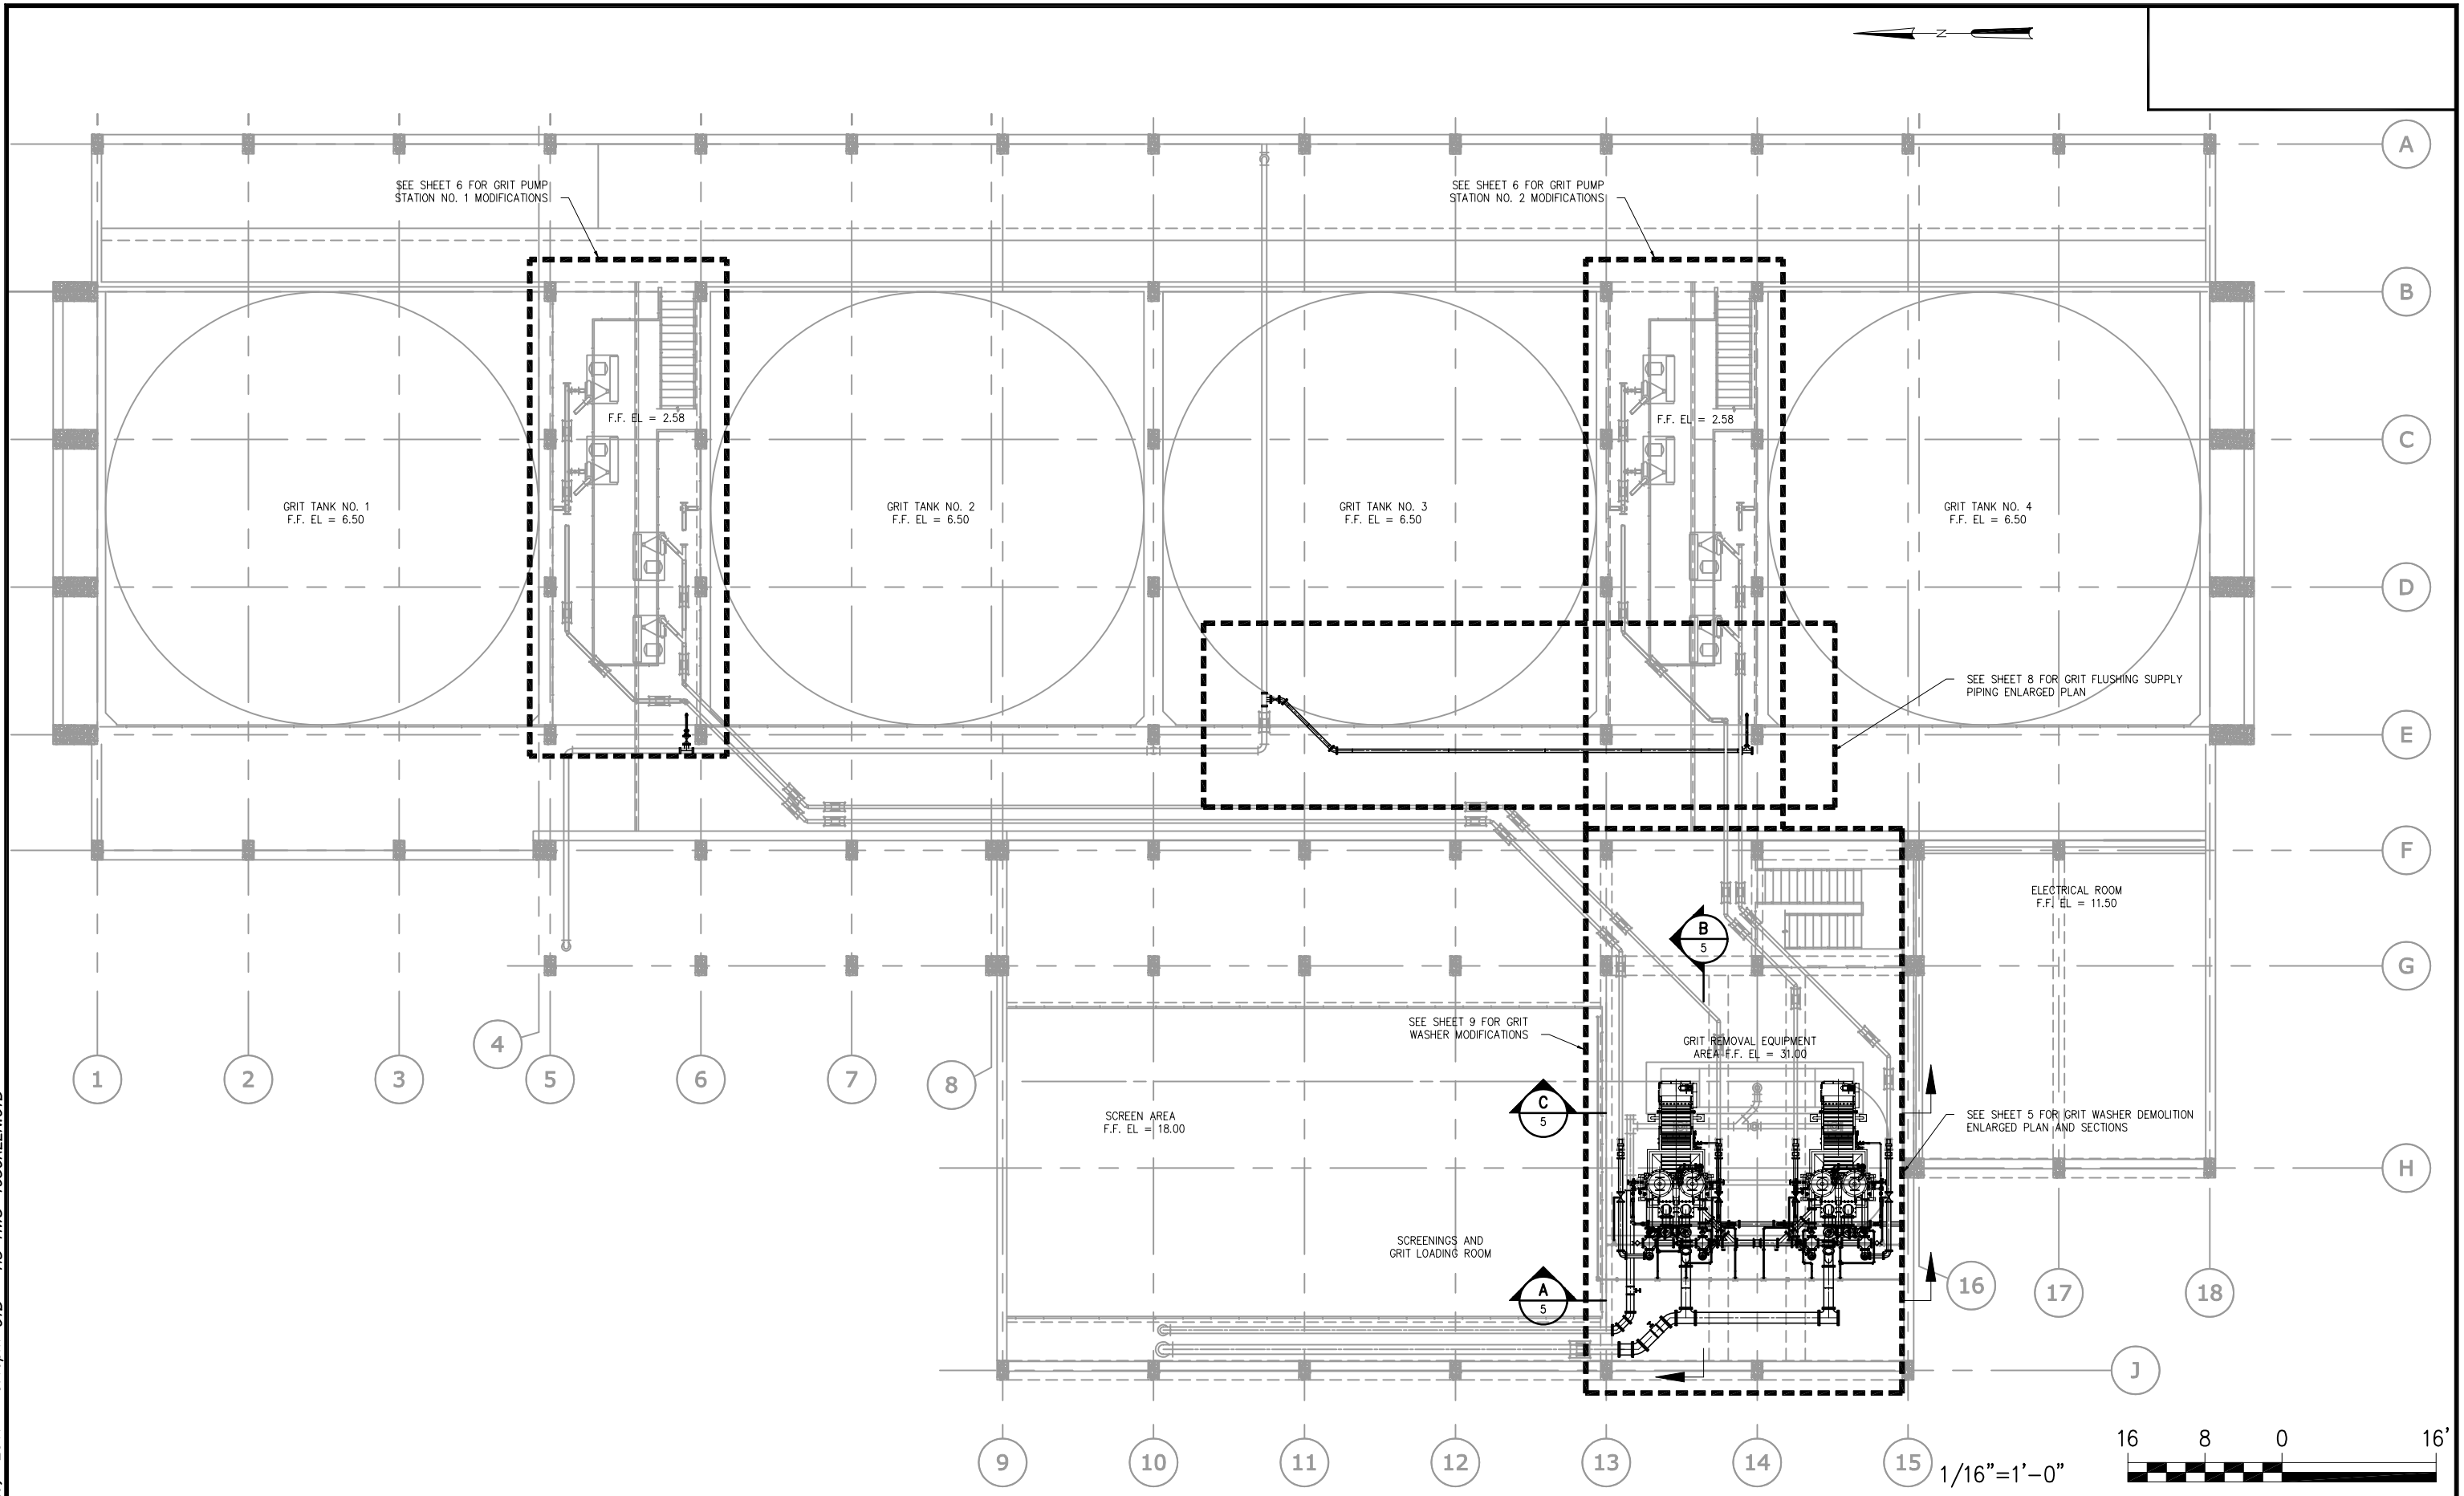 N
A
SEE SHEET 6 FOR GRIT PUMP
STATION NO. 1 MODIFICATIONS
SEE SHEET 6 FOR GRIT PUMP
STATION NO. 2 MODIFICATIONS
B
F.F. EL = 2.58
F.F. EL = 2.58
C
GRIT TANK NO. 1
F.F. EL = 6.50
GRIT TANK NO. 2
F.F. EL = 6.50
GRIT TANK NO. 3
F.F. EL = 6.50
GRIT TANK NO. 4
F.F. EL = 6.50
D
SEE SHEET 8 FOR GRIT FLUSHING SUPPLY
PIPING ENLARGED PLAN
E
F
ELECTRICAL ROOM
F.F. EL = 11.50
B
5
G
SEE SHEET 9 FOR GRIT
WASHER MODIFICATIONS
GRIT REMOVAL EQUIPMENT
AREA F.F. EL = 31.00
4
1
2
3
5
6
7
8
C
5
SCREEN AREA
F.F. EL = 18.00
SEE SHEET 5 FOR GRIT WASHER DEMOLITION
ENLARGED PLAN AND SECTIONS
H
SCREENINGS AND
GRIT LOADING ROOM
A
5
16
17
18
J
9
10
11
12
13
14
15
1/16"=1'-0"
16 8 0 16'